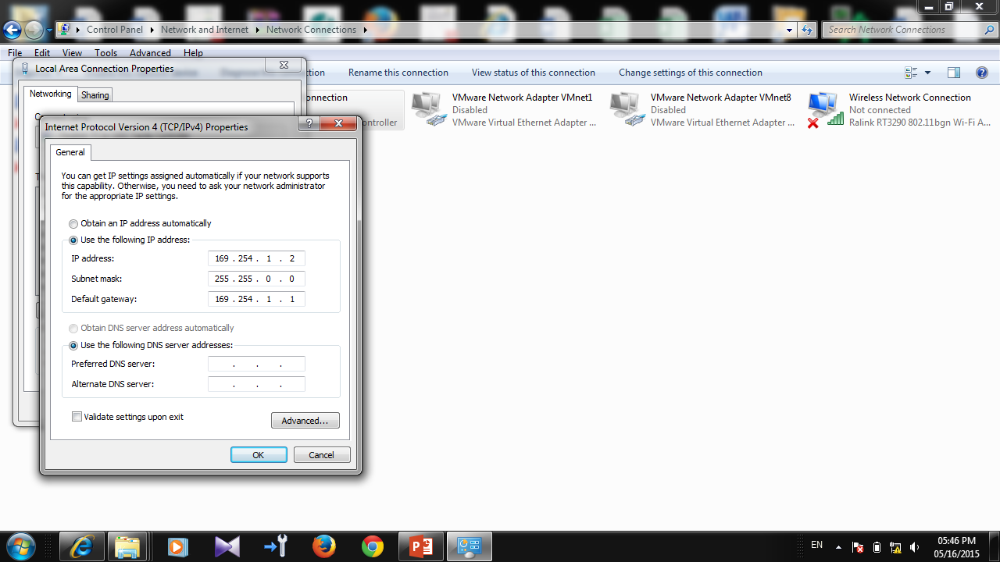 Control Panel
Network and Internet
Network Connections
Search Network Connections
File Edit View Tools Advanced Help
Rename this connection
View status of this connection
Change settings of this connection
Local Area Connection Properties
Networking
Sharing
VMware Network Adapter VMnet1
Disabled
VMware Virtual Ethernet Adapter ...
VMware Network Adapter VMnet8
Disabled
VMware Virtual Ethernet Adapter ...
Wireless Network Connection
Not connected
Ralink RT3290 802.11bgn Wi-Fi A...
Internet Protocol Version 4 (TCP/IPv4) Properties
General
You can get IP settings assigned automatically if your network supports
this capability. Otherwise, you need to ask your network administrator
for the appropriate IP settings.
Obtain an IP address automatically
Use the following IP address:
IP address: 169 . 254 . 1 . 2
Subnet mask: 255 . 255 . 0 . 0
Default gateway: 169 . 254 . 1 . 1
Obtain DNS server address automatically
Use the following DNS server addresses:
Preferred DNS server: . . .
Alternate DNS server: . . .
Validate settings upon exit
Advanced...
OK
Cancel
EN
05:46 PM
05/16/2015